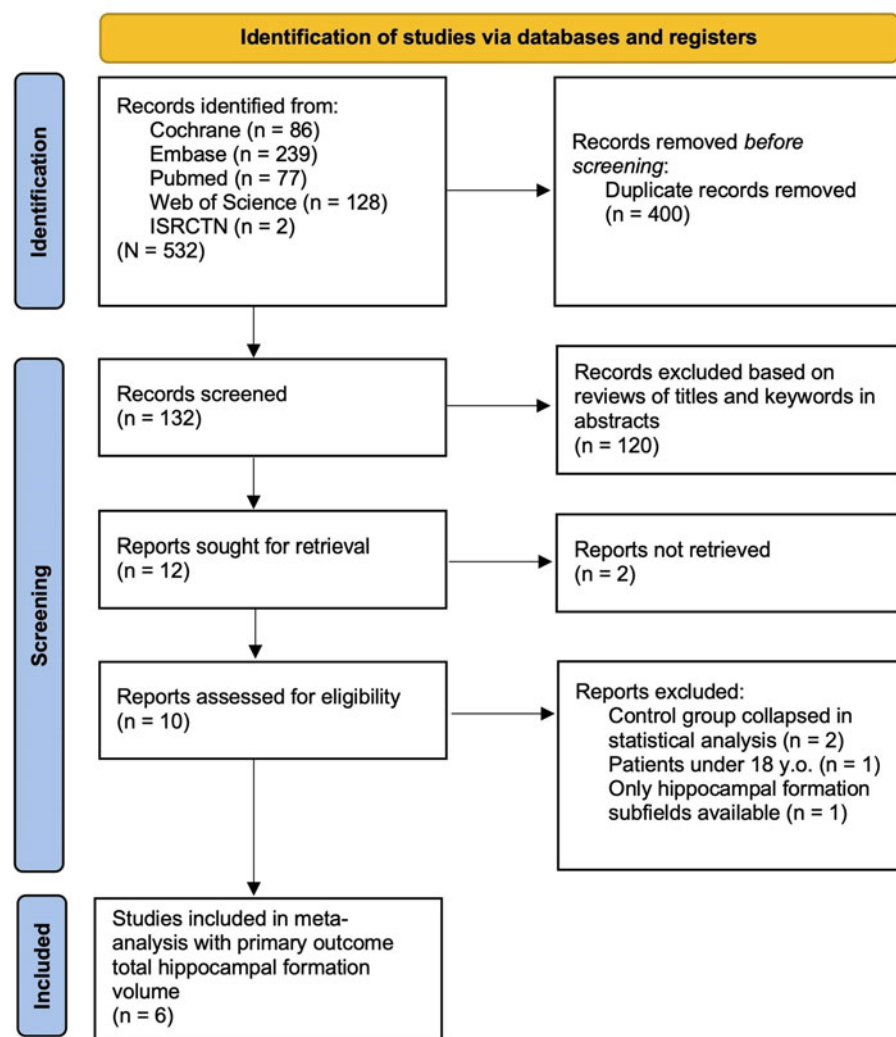 Identification of studies via databases and registers
Identification
Records identified from:
Cochrane (n = 86)
Embase (n = 239)
Pubmed (n = 77)
Web of Science (n = 128)
ISRCTN (n = 2)
(N = 532)
Records removed before
screening:
Duplicate records removed
(n = 400)
Screening
Records screened
(n = 132)
Records excluded based on
reviews of titles and keywords in
abstracts
(n = 120)
Reports sought for retrieval
(n = 12)
Reports not retrieved
(n = 2)
Reports assessed for eligibility
(n = 10)
Reports excluded:
Control group collapsed in
statistical analysis (n = 2)
Patients under 18 y.o. (n = 1)
Only hippocampal formation
subfields available (n = 1)
Included
Studies included in meta-
analysis with primary outcome
total hippocampal formation
volume
(n = 6)